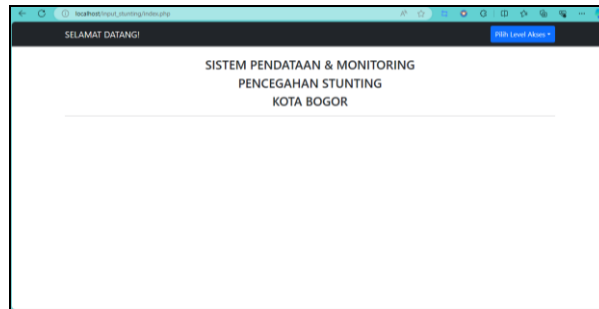 localhost/input_stunting/index.php
SELAMAT DATANG!
Pilih Level Akses
SISTEM PENDATAAN & MONITORING
PENCEGAHAN STUNTING
KOTA BOGOR